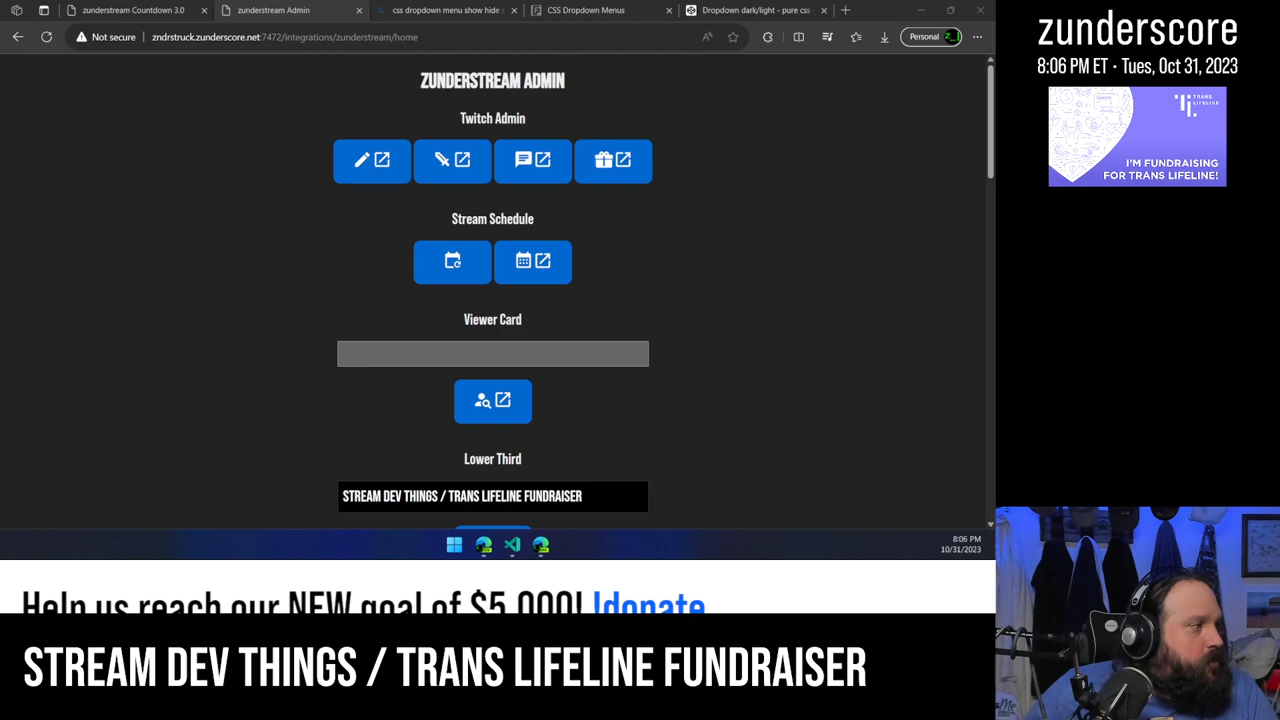 zunderstream Countdown 3.0
zunderstream Admin
css dropdown menu show hide s
CSS Dropdown Menus
Dropdown dark/light - pure css
Not secure
zndrstruck.zunderscore.net:7472/integrations/zunderstream/home
Personal
ZUNDERSTREAM ADMIN
Twitch Admin
Stream Schedule
Viewer Card
Lower Third
STREAM DEV THINGS / TRANS LIFELINE FUNDRAISER
8:06 PM
10/31/2023
zunderscore
8:06 PM ET · Tues, Oct 31, 2023
TRANS
LIFELINE
I'M FUNDRAISING
FOR TRANS LIFELINE!
Help us reach our NEW goal of $5,000! !donate
STREAM DEV THINGS / TRANS LIFELINE FUNDRAISER